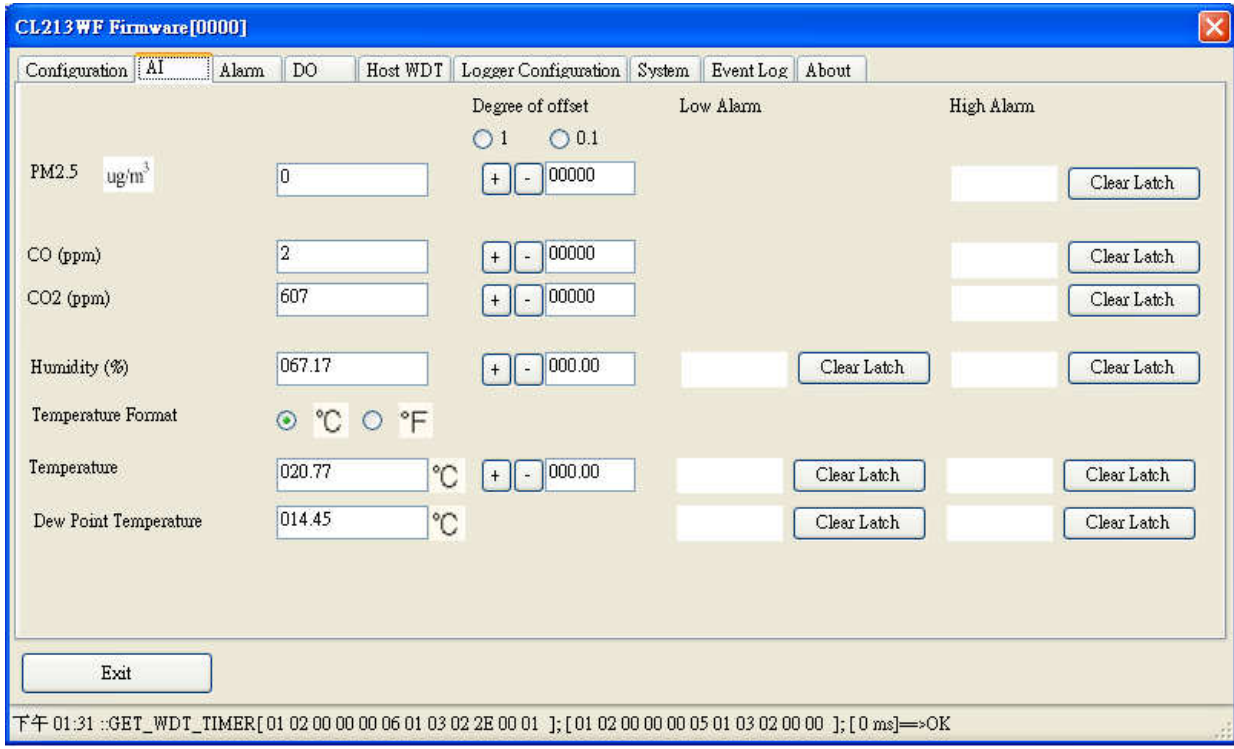 CL213WF Firmware[0000]
Configuration AI Alarm DO Host WDT Logger Configuration System Event Log About
Degree of offset Low Alarm High Alarm
1 0.1
PM2.5 ug/m³ 0 + - 00000 Clear Latch
CO (ppm) 2 + - 00000 Clear Latch
CO2 (ppm) 607 + - 00000 Clear Latch
Humidity (%) 067.17 + - 000.00 Clear Latch Clear Latch
Temperature Format °C °F
Temperature 020.77 °C + - 000.00 Clear Latch Clear Latch
Dew Point Temperature 014.45 °C Clear Latch Clear Latch
Exit
下午 01:31 ::GET_WDT_TIMER[ 01 02 00 00 00 06 01 03 02 2E 00 01 ]; [ 01 02 00 00 00 05 01 03 02 00 00 ]; [ 0 ms]==>OK